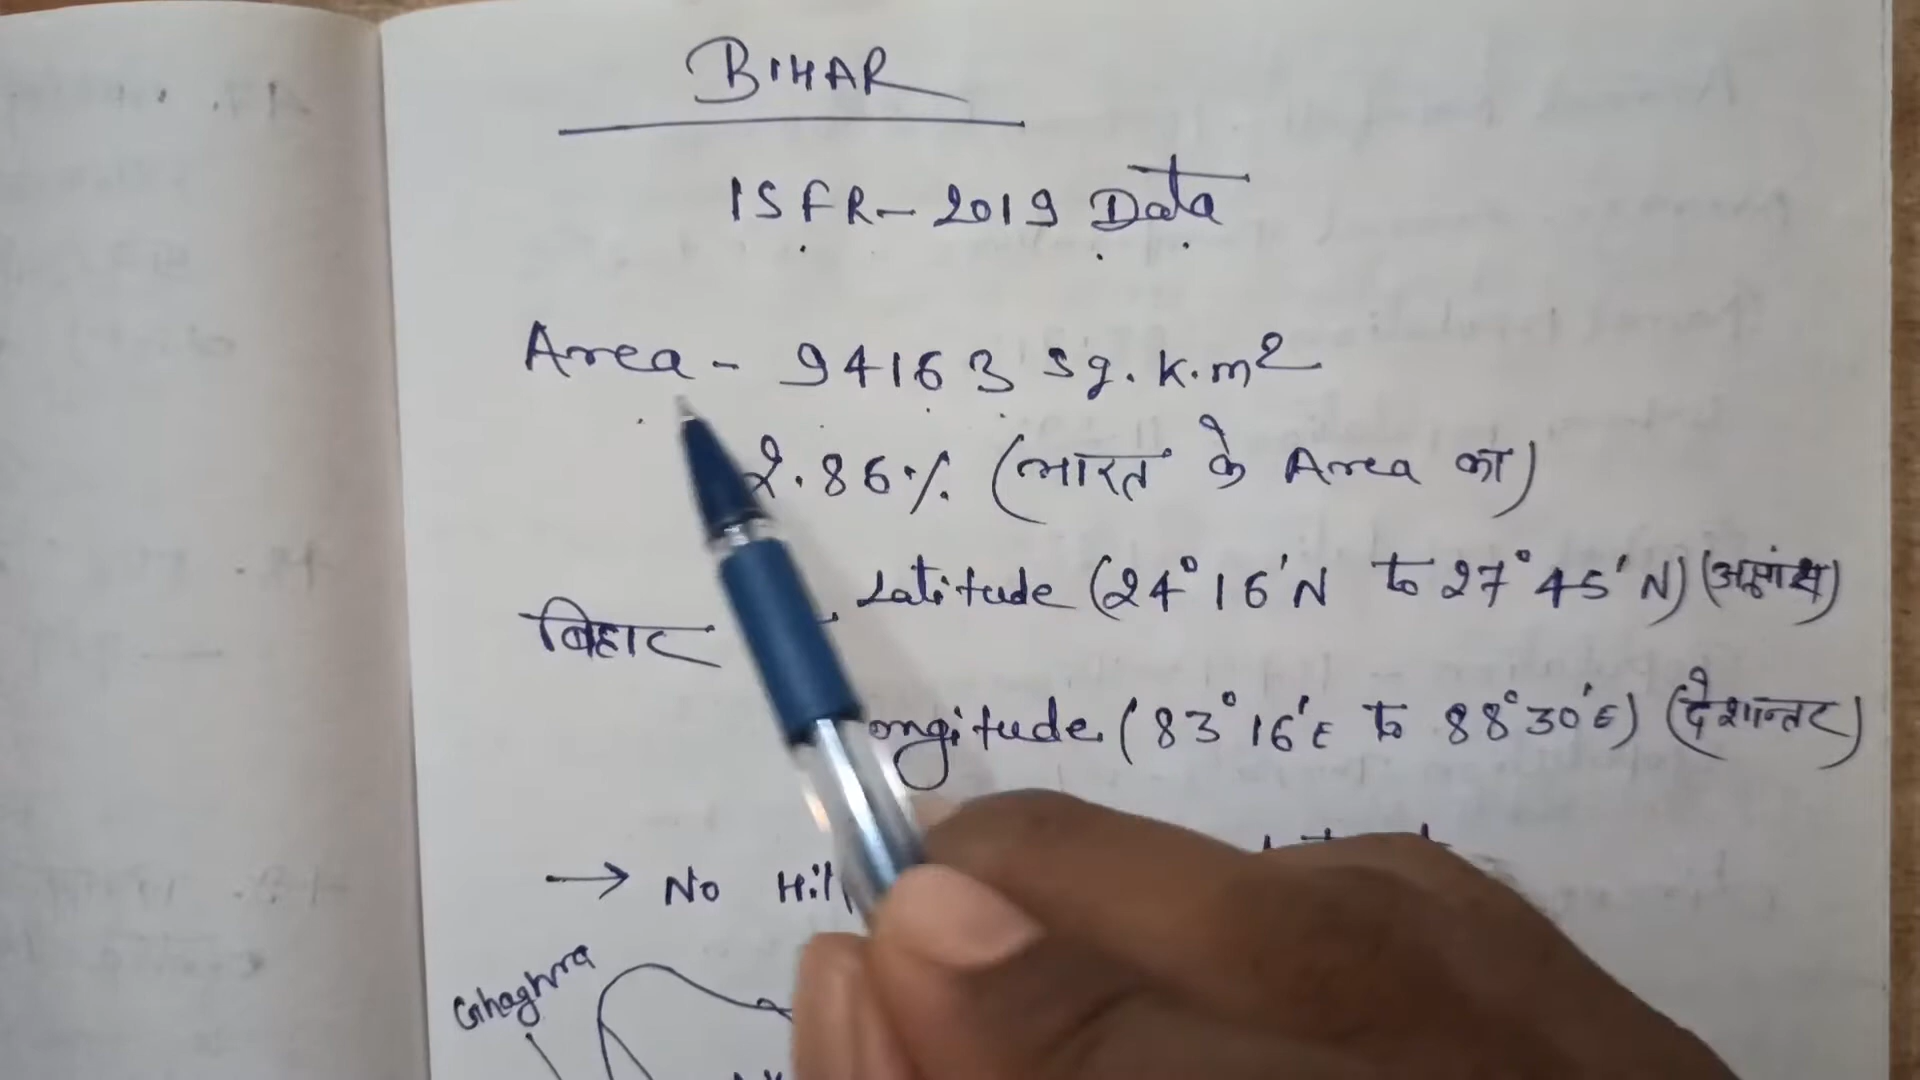 BIHAR
ISFR - 2019 Data
Area - 94163 sq. k.m2
2.86% (भारत के Area का)
Latitude (24° 16' N to 27° 45' N) (अक्षांश)
बिहार
ongitude (83° 16' E to 88° 30' E) (देशान्तर)
→ No Hill
Ghaghra